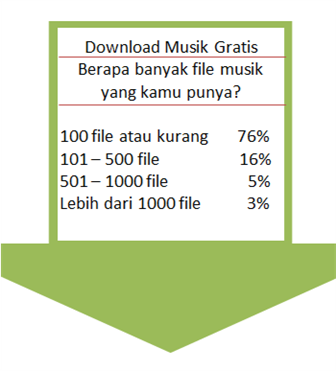 Download Musik Gratis
Berapa banyak file musik
yang kamu punya?
100 file atau kurang 76%
101 – 500 file 16%
501 – 1000 file 5%
Lebih dari 1000 file 3%